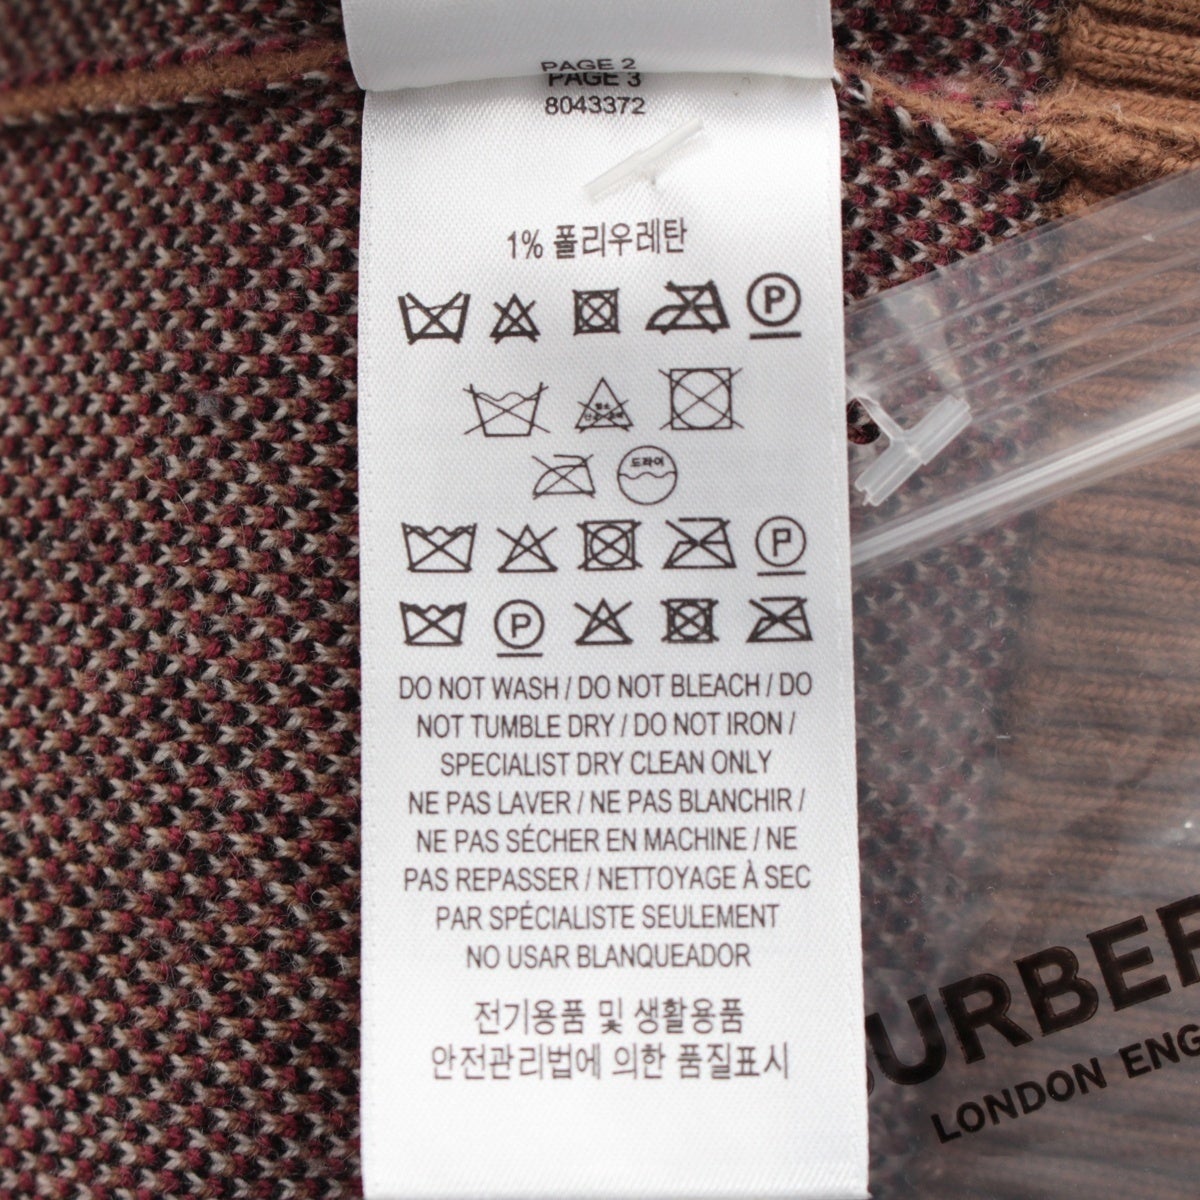 PAGE 2
PAGE 3
8043372
1% 폴리우레탄
P
드라이
P
P
DO NOT WASH / DO NOT BLEACH / DO
NOT TUMBLE DRY / DO NOT IRON /
SPECIALIST DRY CLEAN ONLY
NE PAS LAVER / NE PAS BLANCHIR /
NE PAS SÉCHER EN MACHINE / NE
PAS REPASSER / NETTOYAGE À SEC
PAR SPÉCIALISTE SEULEMENT
NO USAR BLANQUEADOR
전기용품 및 생활용품
안전관리법에 의한 품질표시
LONDON